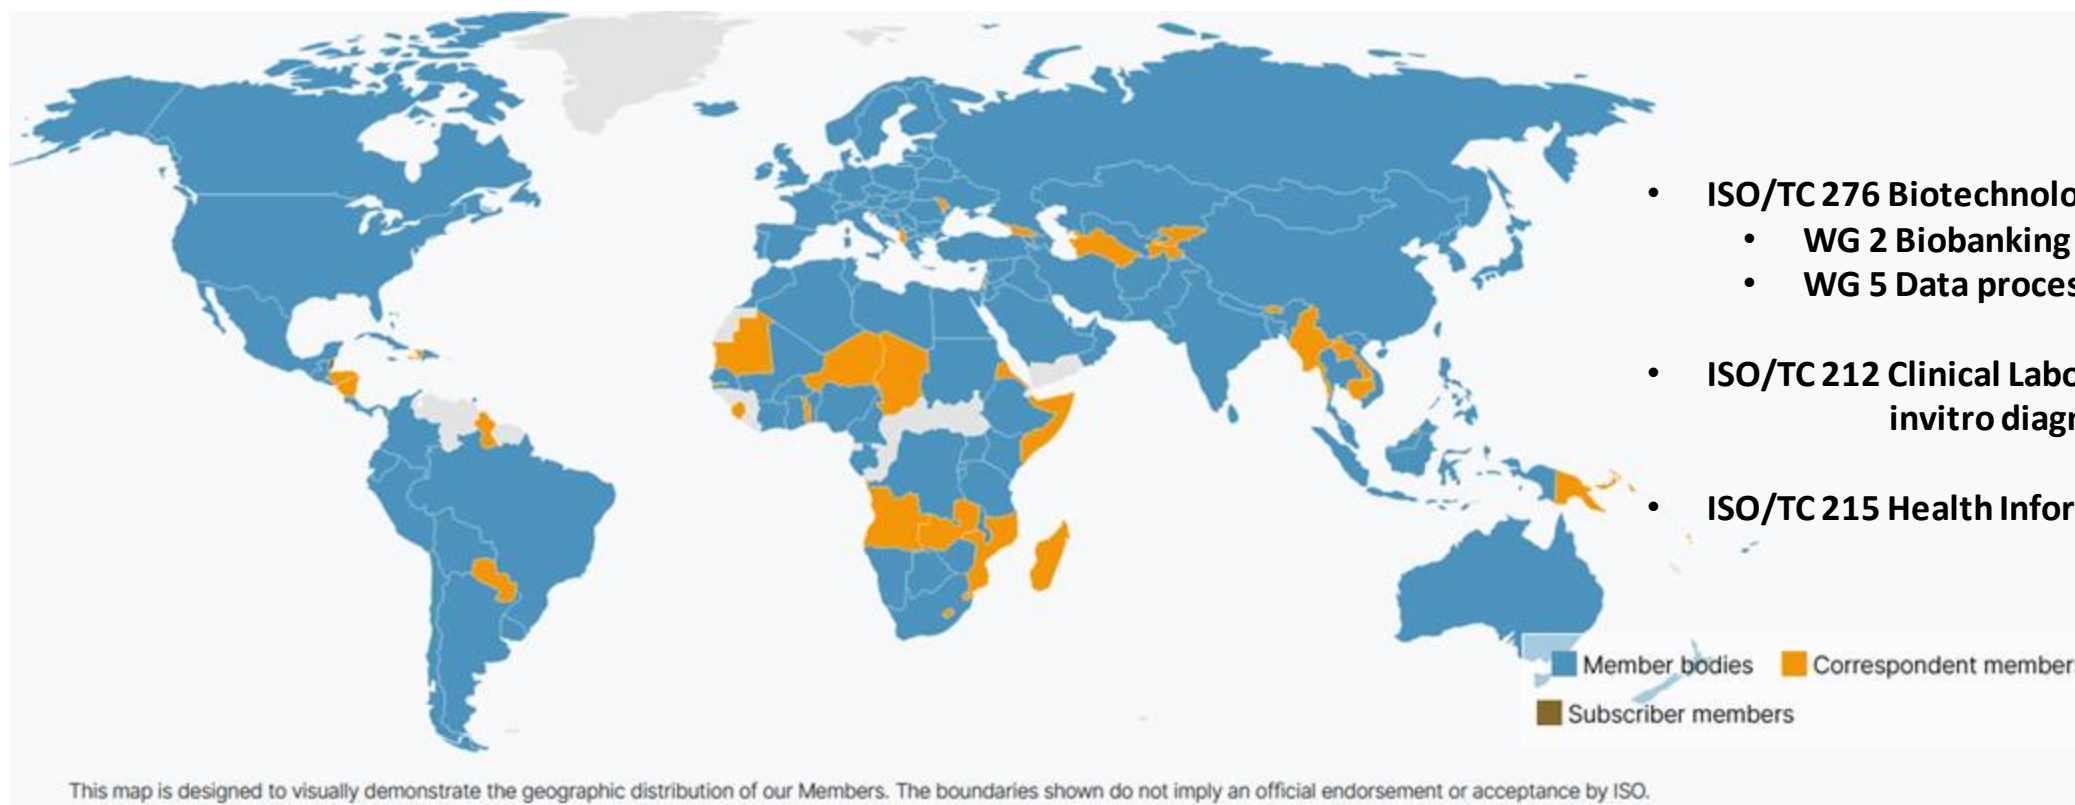 • ISO/TC 276 Biotechnolo
• WG 2 Biobanking
• WG 5 Data proces
• ISO/TC 212 Clinical Labo
invitro diagn
• ISO/TC 215 Health Infor
Member bodies Correspondent members
Subscriber members
This map is designed to visually demonstrate the geographic distribution of our Members. The boundaries shown do not imply an official endorsement or acceptance by ISO.